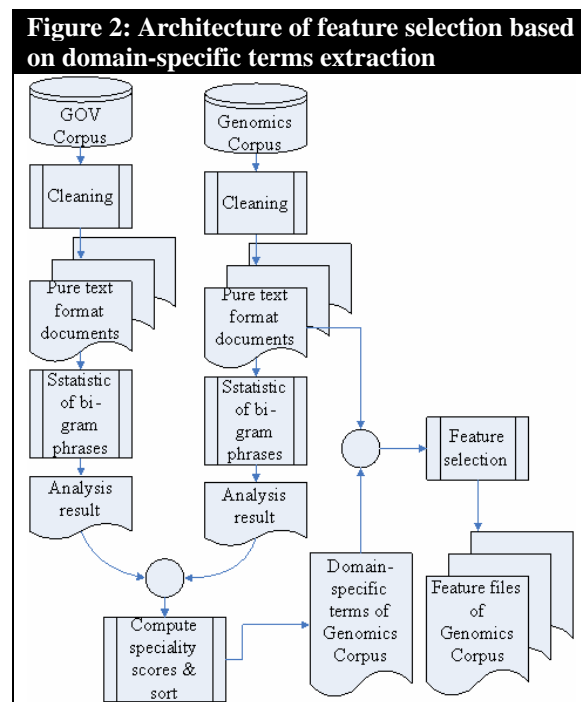 Figure 2: Architecture of feature selection based
on domain-specific terms extraction
GOV
Corpus
Cleaning
Pure text
format
documents
Sstatistic
of bi-
gram
phrases
Analysis
result
Genomics
Corpus
Cleaning
Pure text
format
documents
Sstatistic
of bi-
gram
phrases
Analysis
result
Compute
speciality
scores &
sort
Domain-
specific
terms of
Genomics
Corpus
Feature
selection
Feature files
of
Genomics
Corpus